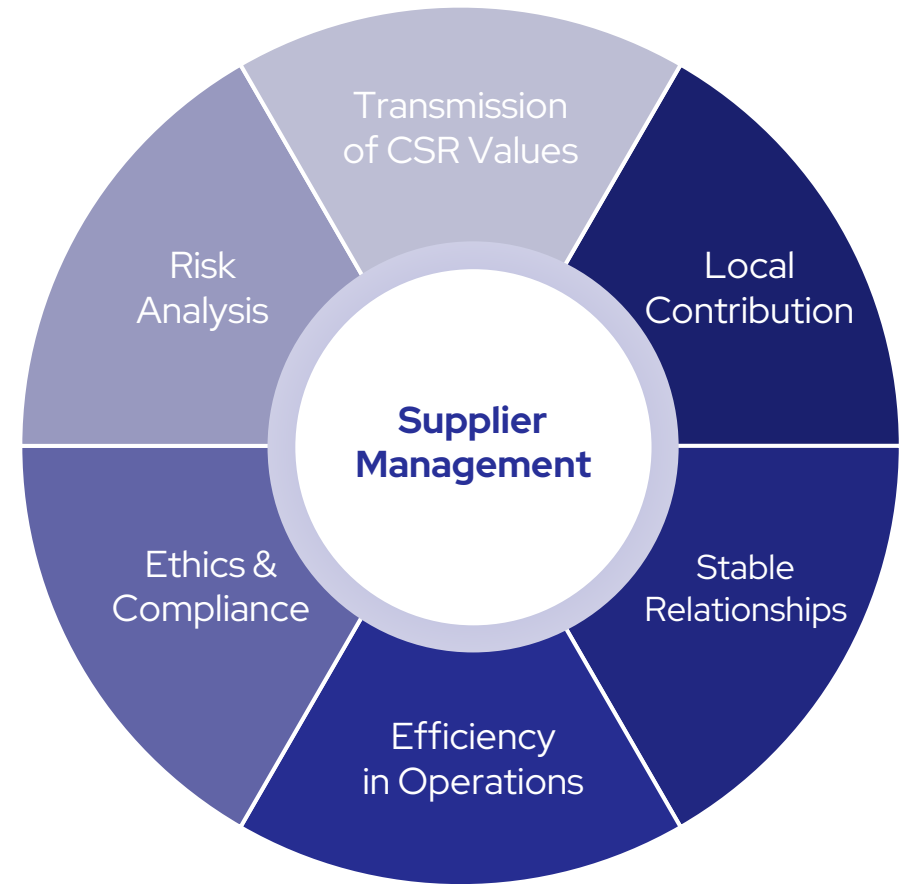 Transmission
of CSR Values
Local
Contribution
Stable
Relationships
Efficiency
in Operations
Ethics &
Compliance
Risk
Analysis
Supplier
Management